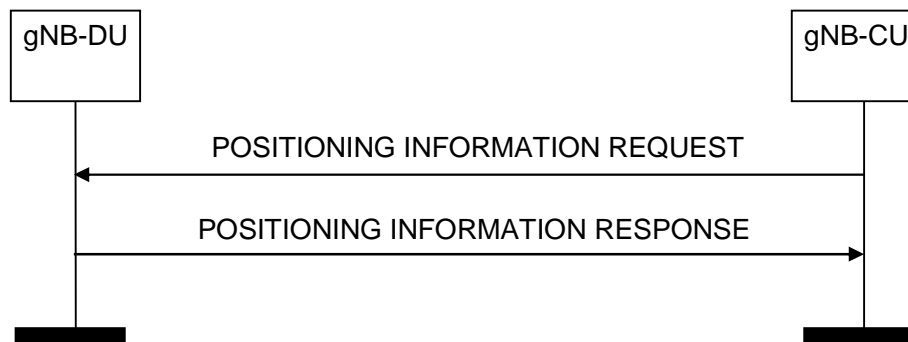 gNB-DU
gNB-CU
POSITIONING INFORMATION REQUEST
POSITIONING INFORMATION RESPONSE